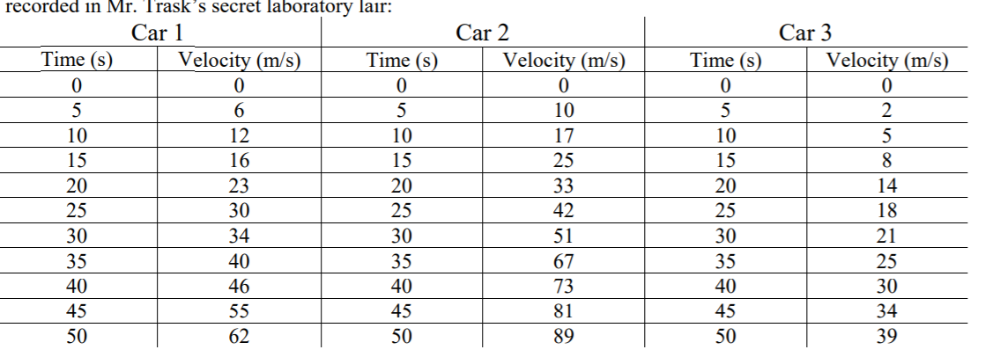 recorded in Mr. Trask's secret laboratory lair:
Car 1 Car 2 Car 3
Time (s) Velocity (m/s) Time (s) Velocity (m/s) Time (s) Velocity (m/s)
0 0 0 0 0 0
5 6 5 10 5 2
10 12 10 17 10 5
15 16 15 25 15 8
20 23 20 33 20 14
25 30 25 42 25 18
30 34 30 51 30 21
35 40 35 67 35 25
40 46 40 73 40 30
45 55 45 81 45 34
50 62 50 89 50 39